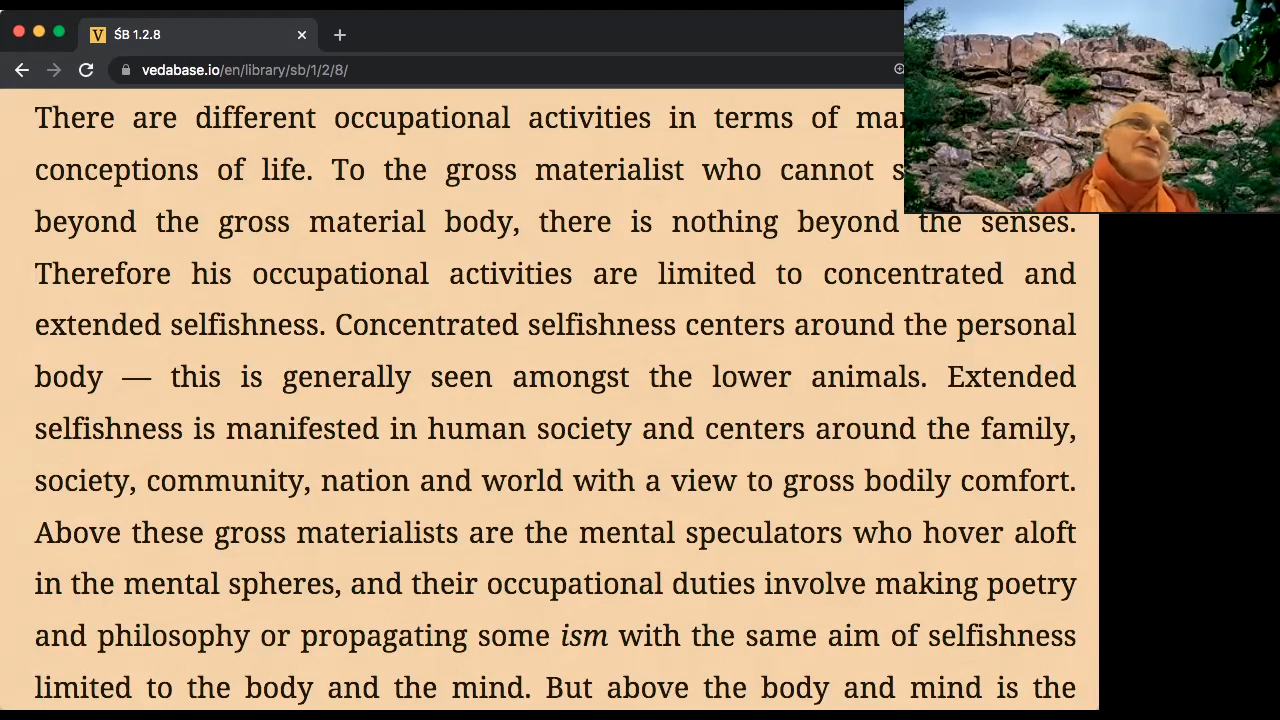 V ŚB 1.2.8
vedabase.io/en/library/sb/1/2/8/
There are different occupational activities in terms of
conceptions of life. To the gross materialist who cannot
beyond the gross material body, there is nothing beyond the senses.
Therefore his occupational activities are limited to concentrated and
extended selfishness. Concentrated selfishness centers around the personal
body — this is generally seen amongst the lower animals. Extended
selfishness is manifested in human society and centers around the family,
society, community, nation and world with a view to gross bodily comfort.
Above these gross materialists are the mental speculators who hover aloft
in the mental spheres, and their occupational duties involve making poetry
and philosophy or propagating some ism with the same aim of selfishness
limited to the body and the mind. But above the body and mind is the